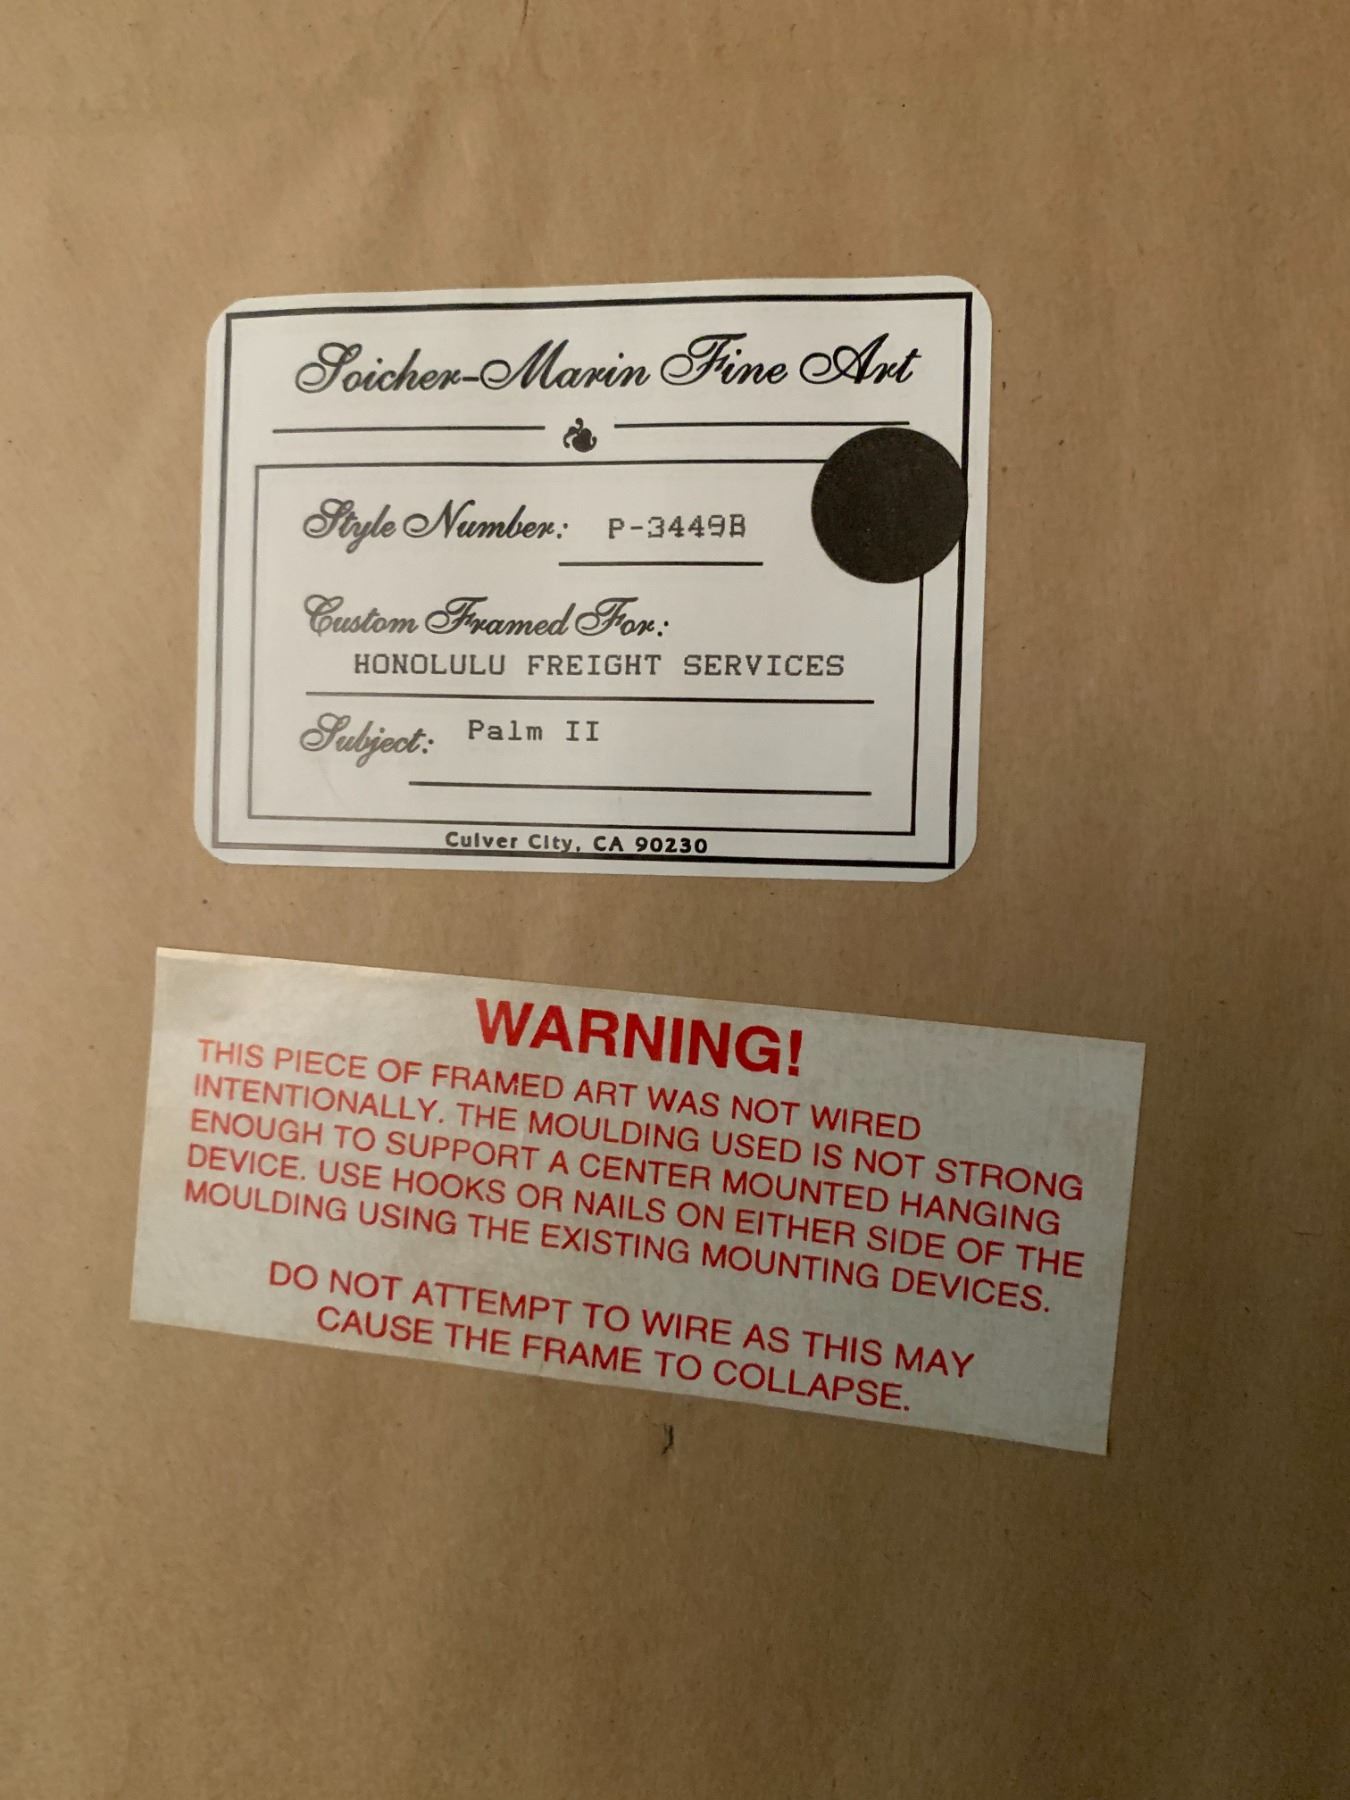 Soicher-Marin Fine Art
Style Number: P-3449B
Custom Framed For:
HONOLULU FREIGHT SERVICES
Subject: Palm II
Culver City, CA 90230
WARNING!
THIS PIECE OF FRAMED ART WAS NOT WIRED
INTENTIONALLY. THE MOULDING USED IS NOT STRONG
ENOUGH TO SUPPORT A CENTER MOUNTED HANGING
DEVICE. USE HOOKS OR NAILS ON EITHER SIDE OF THE
MOULDING USING THE EXISTING MOUNTING DEVICES.
DO NOT ATTEMPT TO WIRE AS THIS MAY
CAUSE THE FRAME TO COLLAPSE.